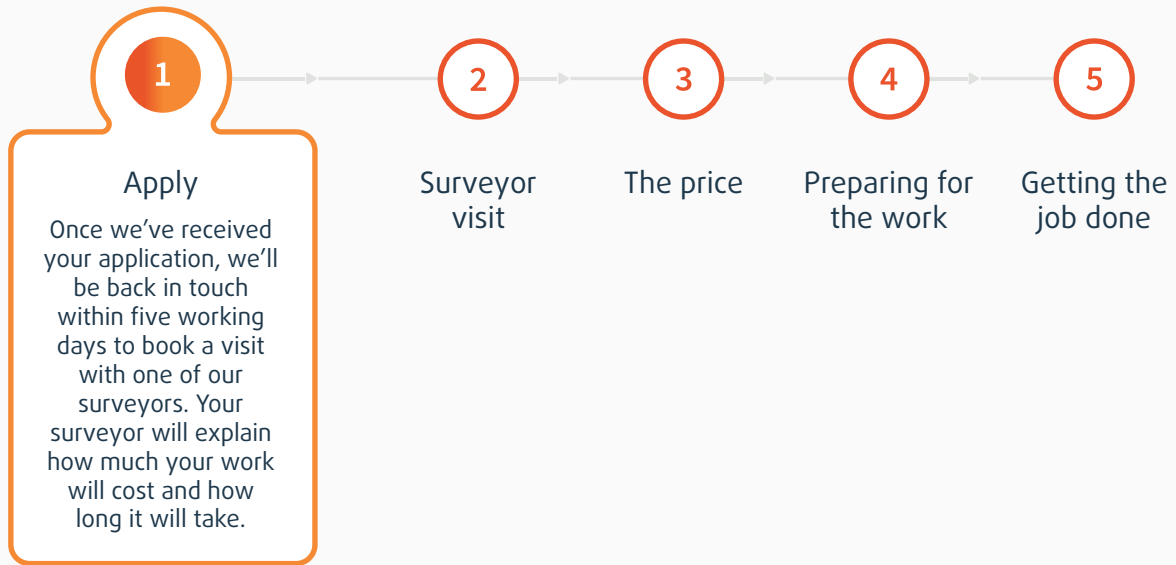 1
Apply
Once we’ve received
your application, we’ll
be back in touch
within five working
days to book a visit
with one of our
surveyors. Your
surveyor will explain
how much your work
will cost and how
long it will take.
2
Surveyor
visit
3
The price
4
Preparing for
the work
5
Getting the
job done